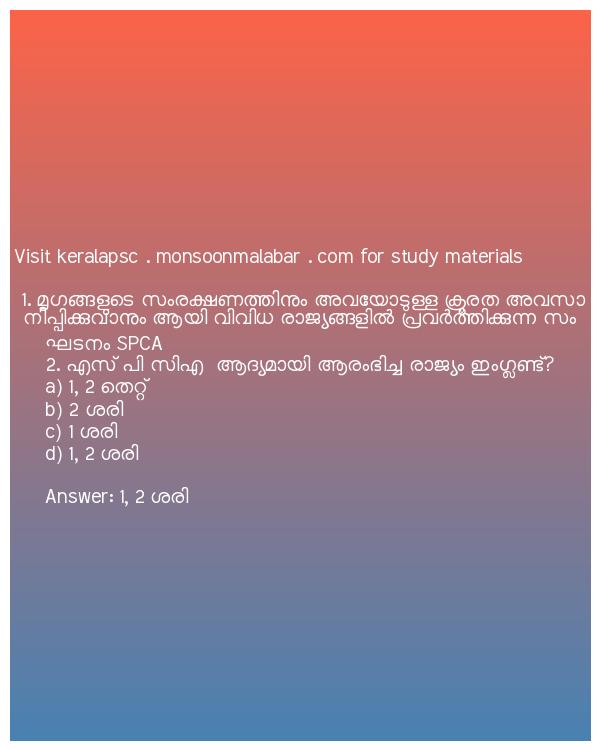 Visit keralapsc . monsoonmalabar . com for study materials
1. മൃഗങ്ങളുടെ സംരക്ഷണത്തിനും അവയോടുള്ള ക്രൂരത അവസാ
നിപ്പിക്കുവാനും ആയി വിവിധ രാജ്യങ്ങളിൽ പ്രവർത്തിക്കുന്ന സം
ഘടനം SPCA
2. എസ് പി സിഎ ആദ്യമായി ആരംഭിച്ച രാജ്യം ഇംഗ്ലണ്ട്?
a) 1, 2 തെറ്റ്
b) 2 ശരി
c) 1 ശരി
d) 1, 2 ശരി
Answer: 1, 2 ശരി